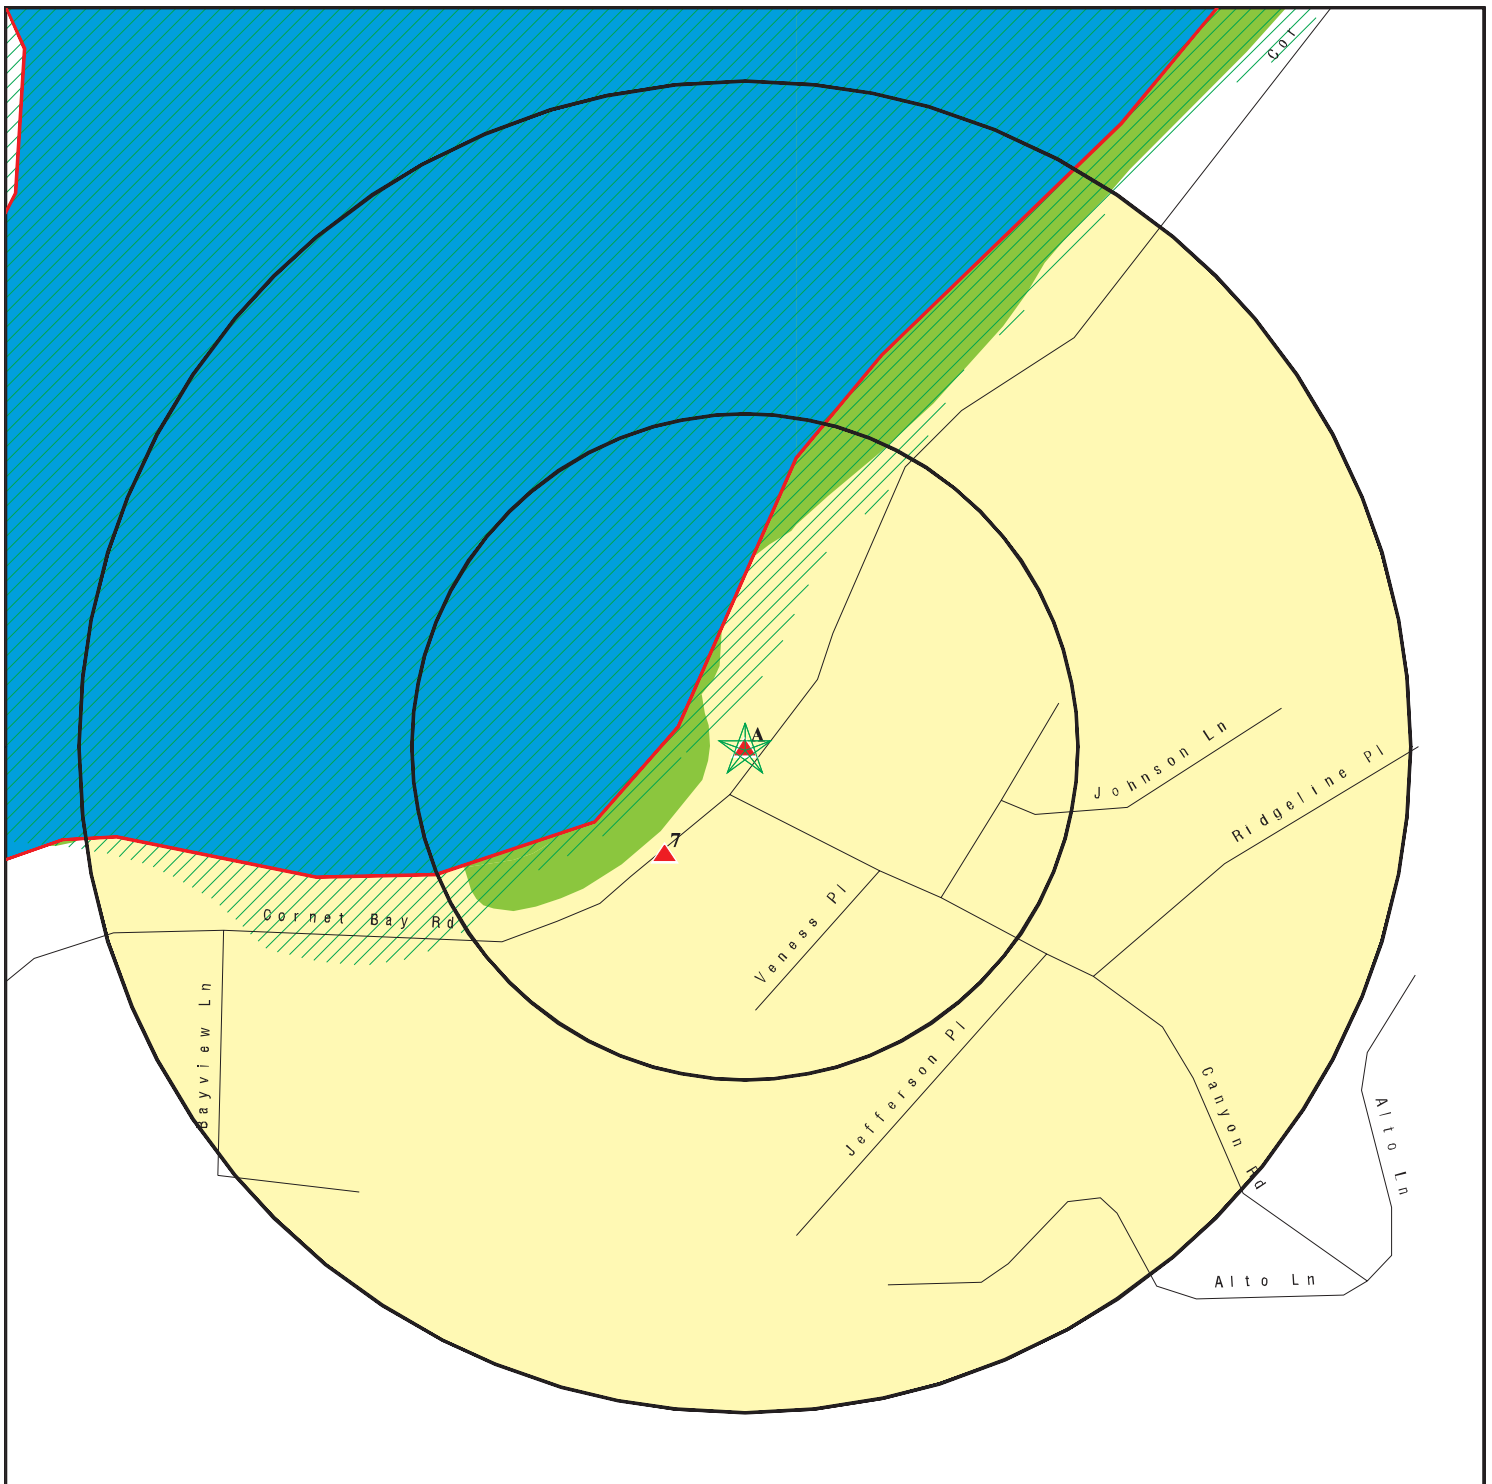 Cor
A
Johnson Ln
Ridgeline Pl
7
Veness Pl
Cornet Bay Rd
Bayview Ln
Jefferson Pl
Canyon Rd
Alto Ln
Alto Ln